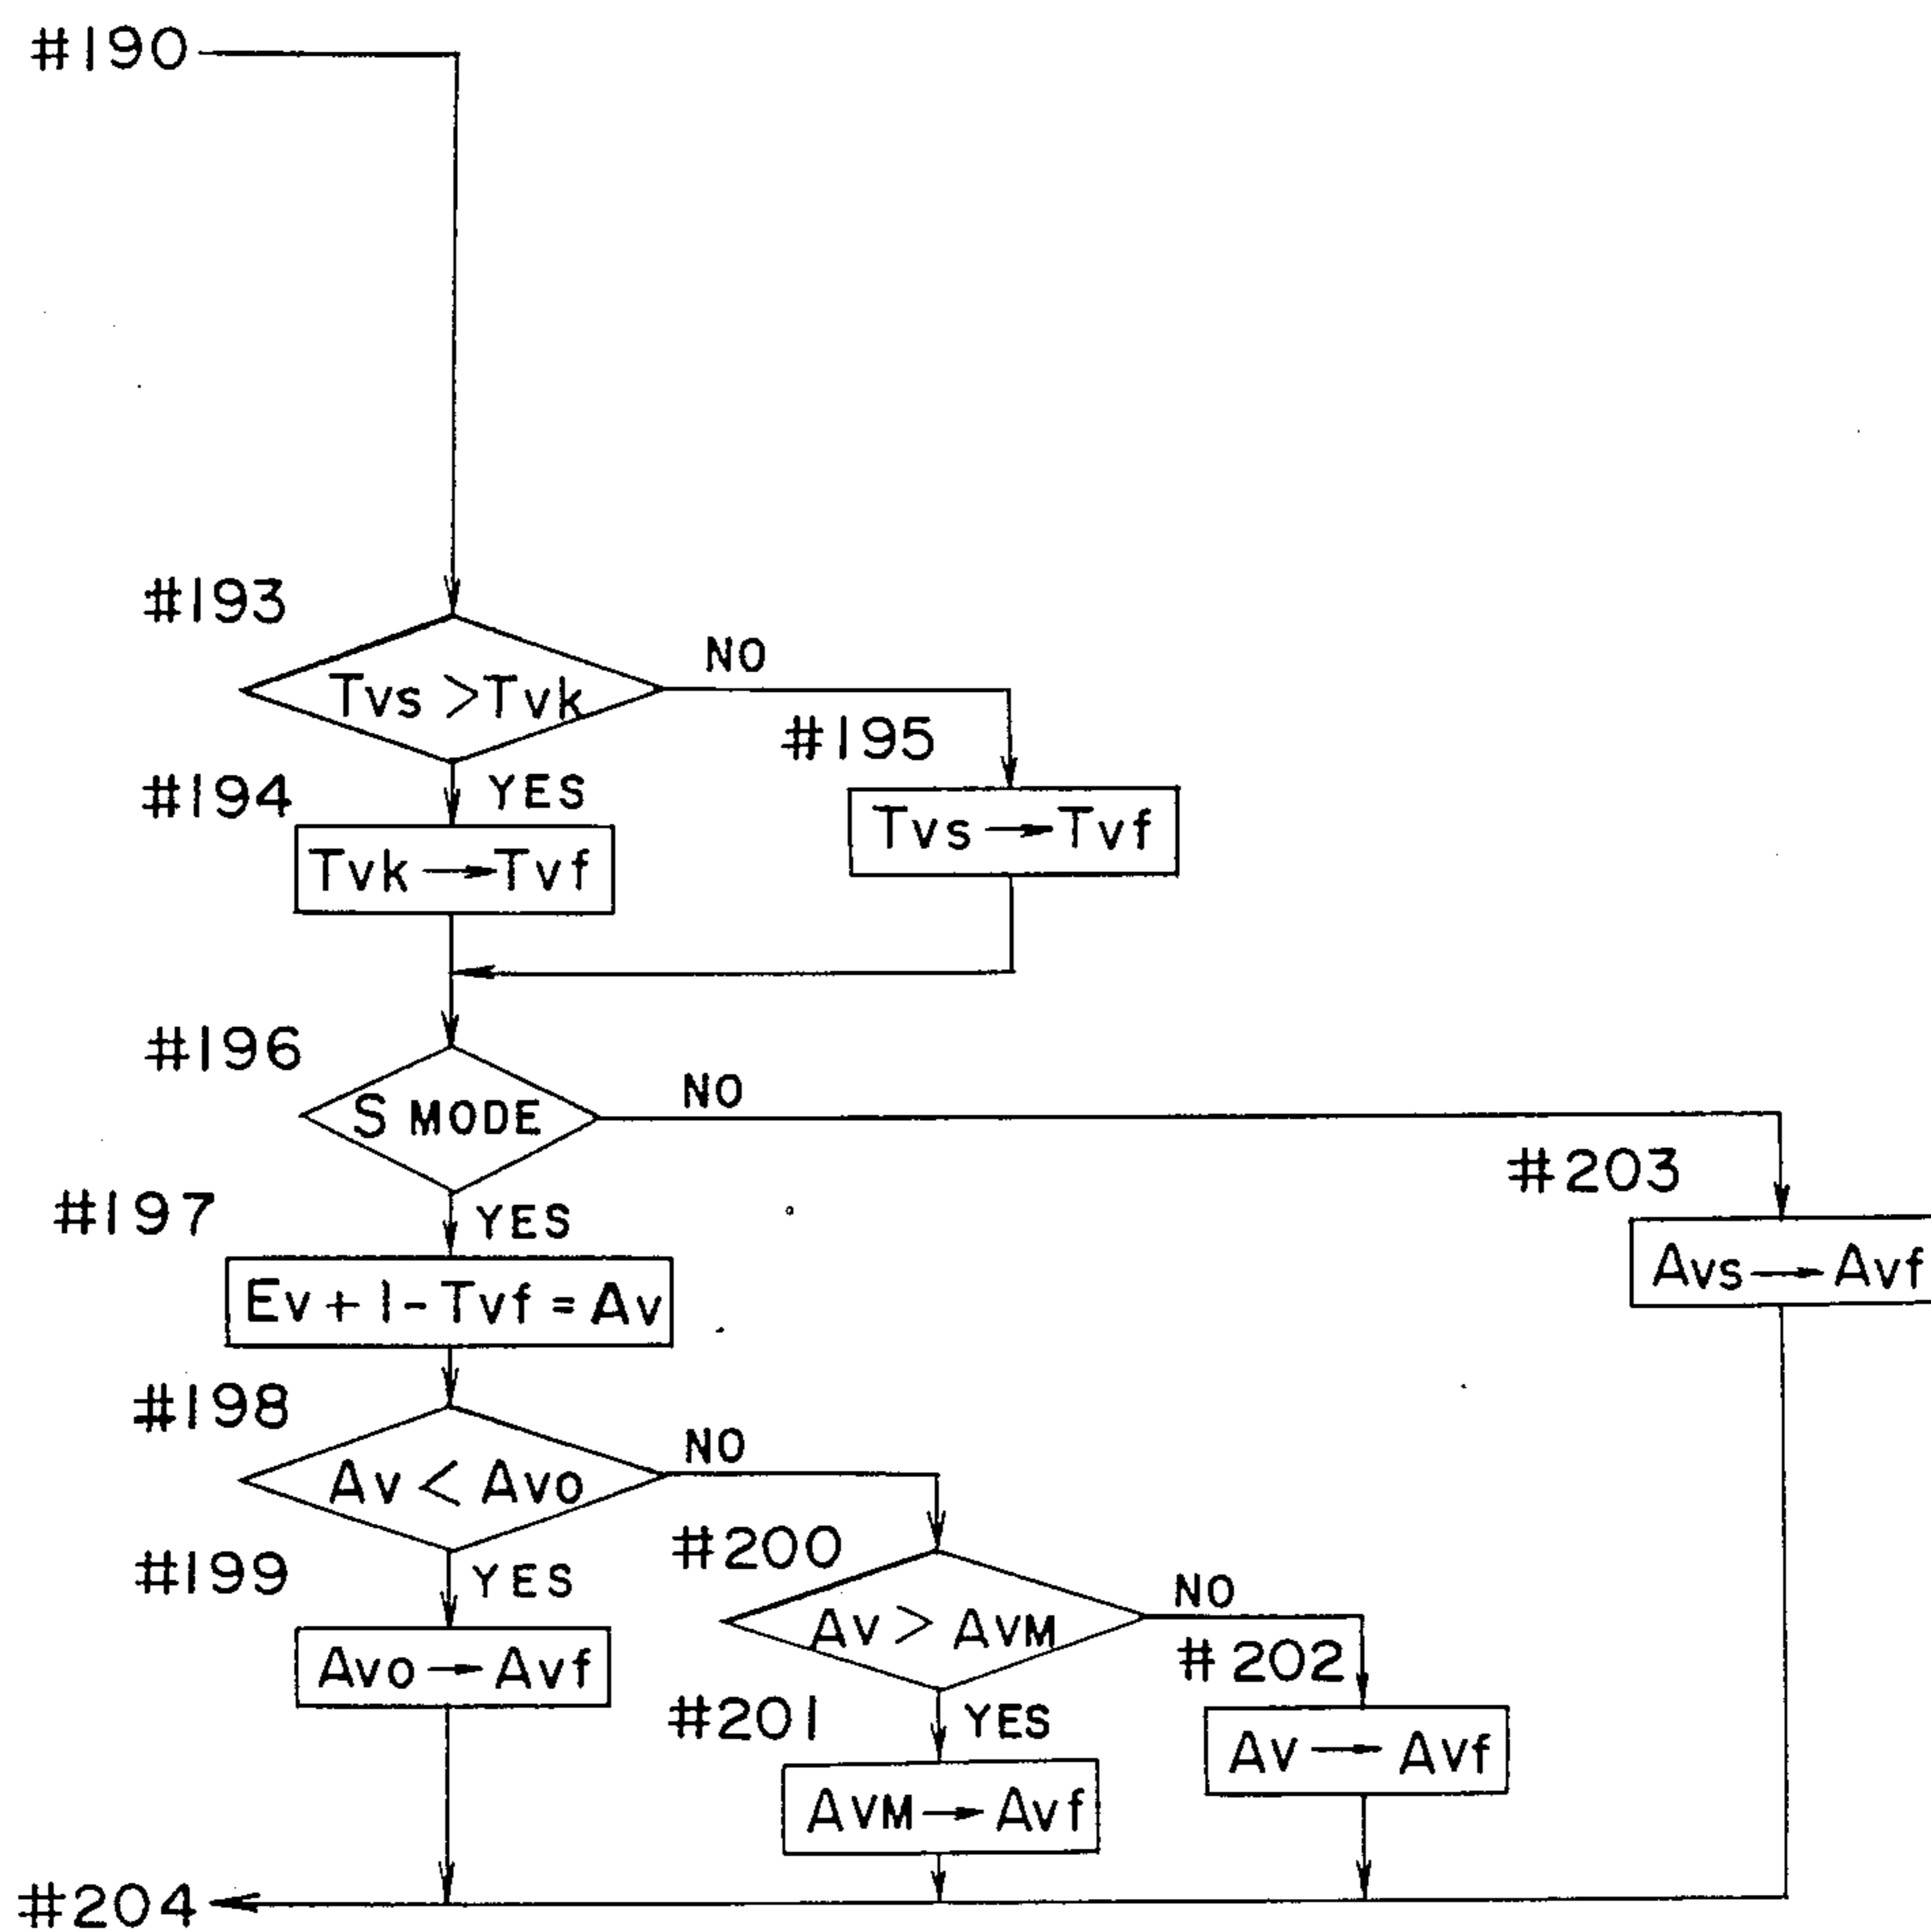 #190
#193
Tvs > Tvk
NO
#195
#194
YES
Tvs → Tvf
Tvk → Tvf
#196
S MODE
NO
#203
#197
YES
Avs → Avf
Ev + 1 - Tvf = Av
#198
Av < Avo
NO
#200
#199
YES
Av > AvM
NO
#202
Avo → Avf
#201
YES
Av → Avf
AvM → Avf
#204